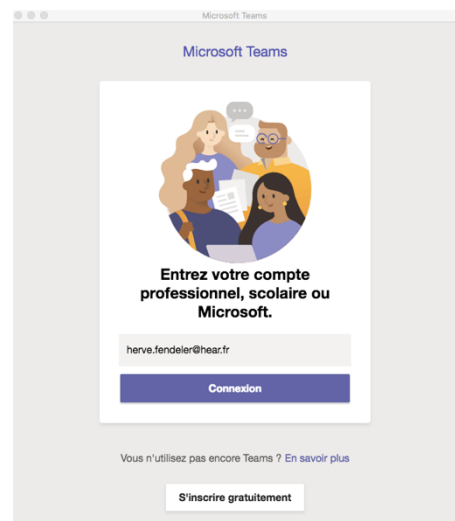 Microsoft Teams
Microsoft Teams
Entrez votre compte
professionnel, scolaire ou
Microsoft.
herve.fendeler@hear.fr
Connexion
Vous n'utilisez pas encore Teams ? En savoir plus
S'inscrire gratuitement